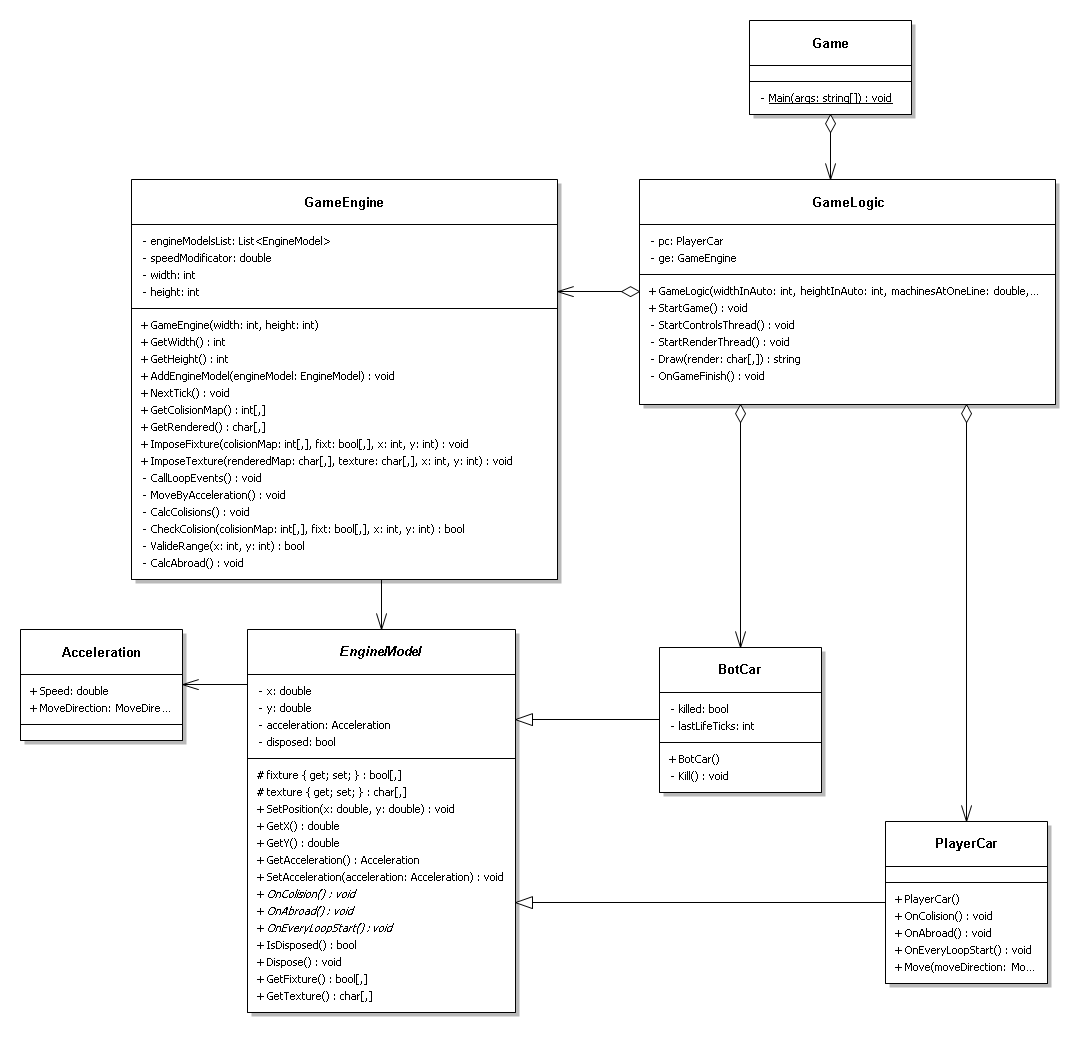 Game
- Main(args: string[]) : void
GameEngine
- engineModelsList: List<EngineModel>
- speedModificator: double
- width: int
- height: int
+ GameEngine(width: int, height: int)
+ GetWidth() : int
+ GetHeight() : int
+ AddEngineModel(engineModel: EngineModel) : void
+ NextTick() : void
+ GetColisionMap() : int[,]
+ GetRendered() : char[,]
+ ImposeFixture(colisionMap: int[,], fixt: bool[,], x: int, y: int) : void
+ ImposeTexture(renderedMap: char[,], texture: char[,], x: int, y: int) : void
- CallLoopEvents() : void
- MoveByAcceleration() : void
- CalcColisions() : void
- CheckColision(colisionMap: int[,], fixt: bool[,], x: int, y: int) : bool
- ValideRange(x: int, y: int) : bool
- CalcAbroad() : void
GameLogic
- pc: PlayerCar
- ge: GameEngine
+ GameLogic(widthInAuto: int, heightInAuto: int, machinesAtOneLine: double,...
+ StartGame() : void
- StartControlsThread() : void
- StartRenderThread() : void
- Draw(render: char[,]) : string
- OnGameFinish() : void
Acceleration
+ Speed: double
+ MoveDirection: MoveDire...
EngineModel
- x: double
- y: double
- acceleration: Acceleration
- disposed: bool
# fixture { get; set; } : bool[,]
# texture { get; set; } : char[,]
+ SetPosition(x: double, y: double) : void
+ GetX() : double
+ GetY() : double
+ GetAcceleration() : Acceleration
+ SetAcceleration(acceleration: Acceleration) : void
+ OnColision() : void
+ OnAbroad() : void
+ OnEveryLoopStart() : void
+ IsDisposed() : bool
+ Dispose() : void
+ GetFixture() : bool[,]
+ GetTexture() : char[,]
BotCar
- killed: bool
- lastLifeTicks: int
+ BotCar()
- Kill() : void
PlayerCar
+ PlayerCar()
+ OnColision() : void
+ OnAbroad() : void
+ OnEveryLoopStart() : void
+ Move(moveDirection: Mo...